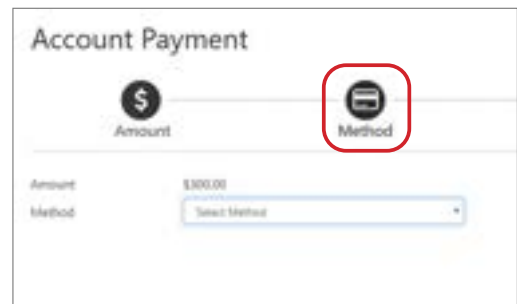 Account Payment
$
Amount Method
Amount $300.00
Method Select Method